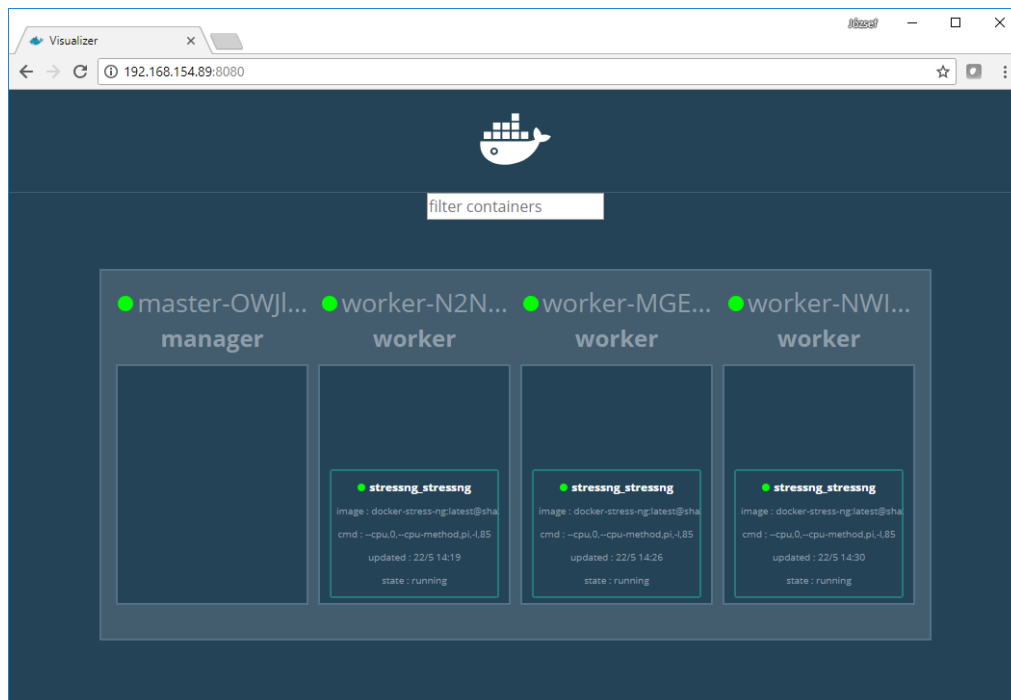 József
Visualizer
192.168.154.89:8080
filter containers
master-OWJl... worker-N2N... worker-MGE... worker-NWI...
manager worker worker worker
stressng_stressng stressng_stressng stressng_stressng
image : docker-stress-ng:latest@sha image : docker-stress-ng:latest@sha image : docker-stress-ng:latest@sha
cmd : --cpu,0,--cpu-method,pi,-l,85 cmd : --cpu,0,--cpu-method,pi,-l,85 cmd : --cpu,0,--cpu-method,pi,-l,85
updated : 22/5 14:19 updated : 22/5 14:26 updated : 22/5 14:30
state : running state : running state : running